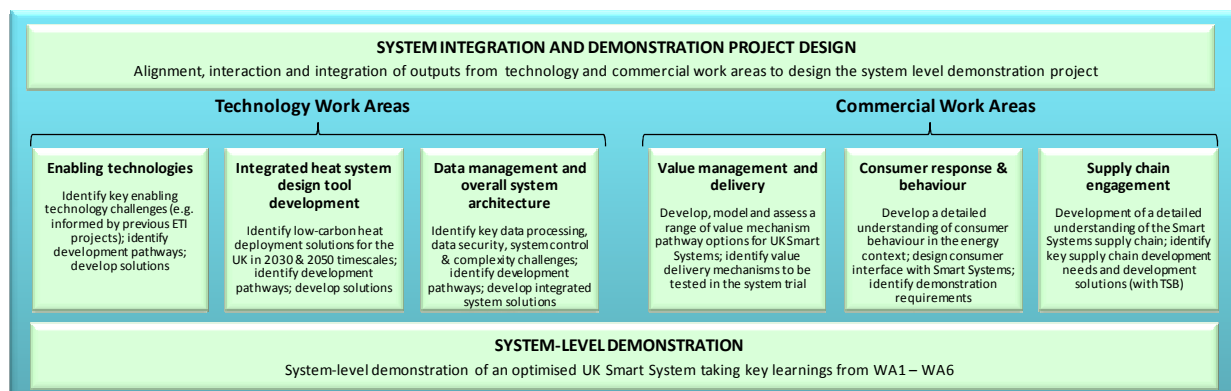 SYSTEM INTEGRATION AND DEMONSTRATION PROJECT DESIGN
Alignment, interaction and integration of outputs from technology and commercial work areas to design the system level demonstration project
Technology Work Areas
Enabling technologies
Identify key enabling
technology challenges (e.g.
informed by previous ETI
projects); identify
development pathways;
develop solutions
Integrated heat system
design tool
development
Identify low-carbon heat
deployment solutions for the
UK in 2030 & 2050 timescales;
identify development
pathways; develop solutions
Data management and
overall system
architecture
Identify key data processing,
data security, system control
& complexity challenges;
identify development
pathways; develop integrated
system solutions
Commercial Work Areas
Value management and
delivery
Develop, model and assess a
range of value mechanism
pathway options for UK Smart
Systems; identify value
delivery mechanisms to be
tested in the system trial
Consumer response &
behaviour
Develop a detailed
understanding of consumer
behaviour in the energy
context; design consumer
interface with Smart Systems;
identify demonstration
requirements
Supply chain
engagement
Development of a detailed
understanding of the Smart
Systems supply chain; identify
key supply chain development
needs and development
solutions (with TSB)
SYSTEM-LEVEL DEMONSTRATION
System-level demonstration of an optimised UK Smart System taking key learnings from WA1 – WA6